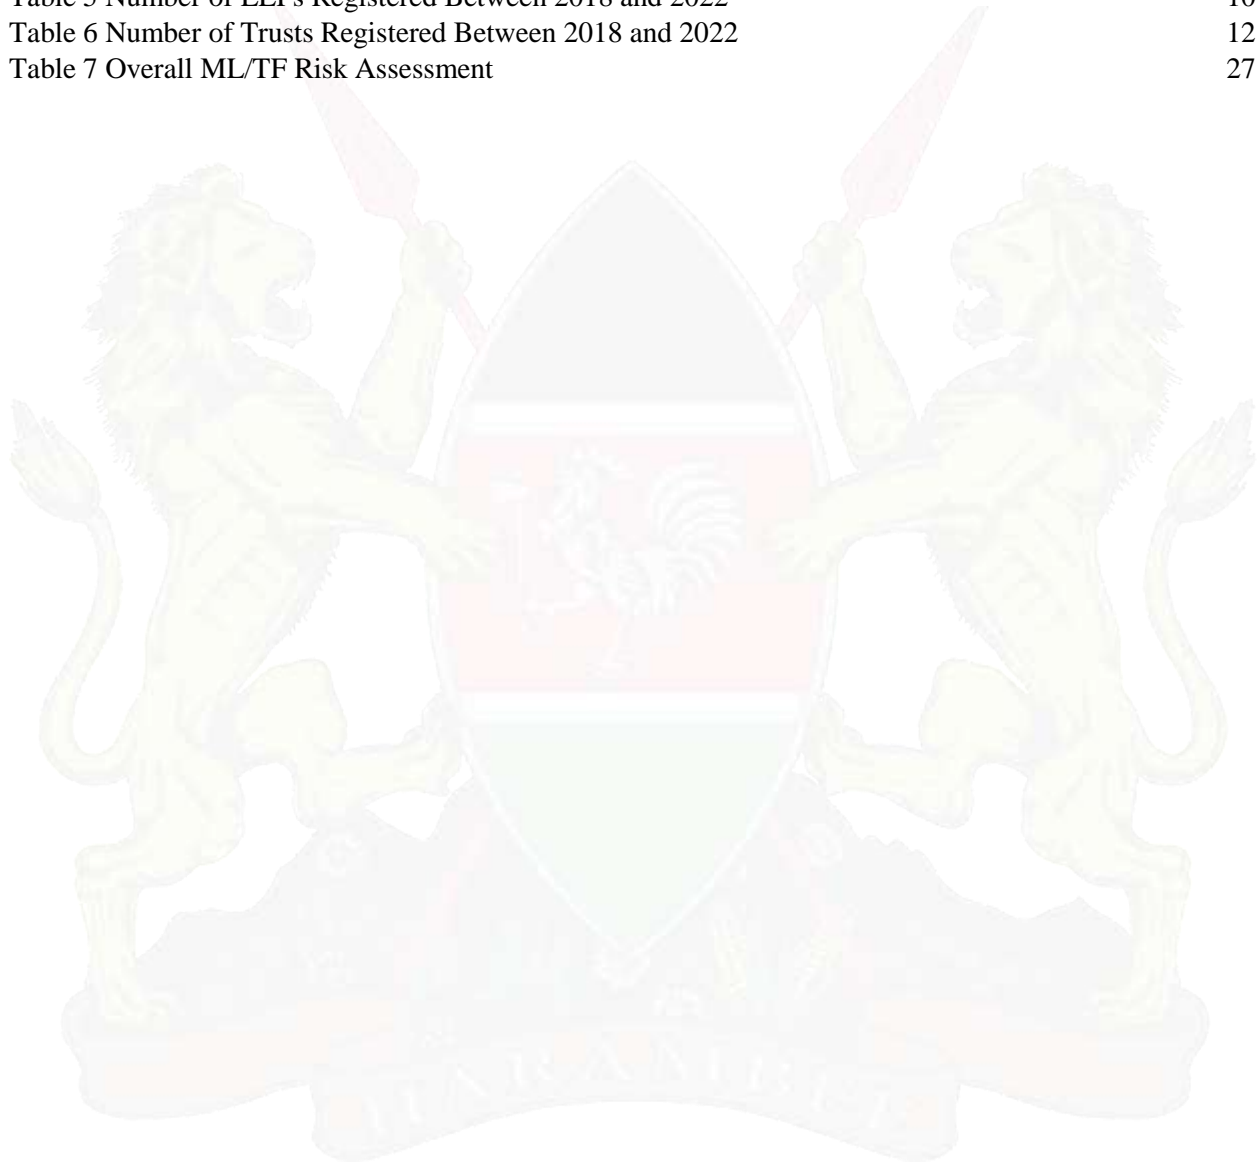 Table 5 Number of LLPs Registered Between 2018 and 2022
Table 6 Number of Trusts Registered Between 2018 and 2022 12
Table 7 Overall ML/TF Risk Assessment 27
HARAMBEE